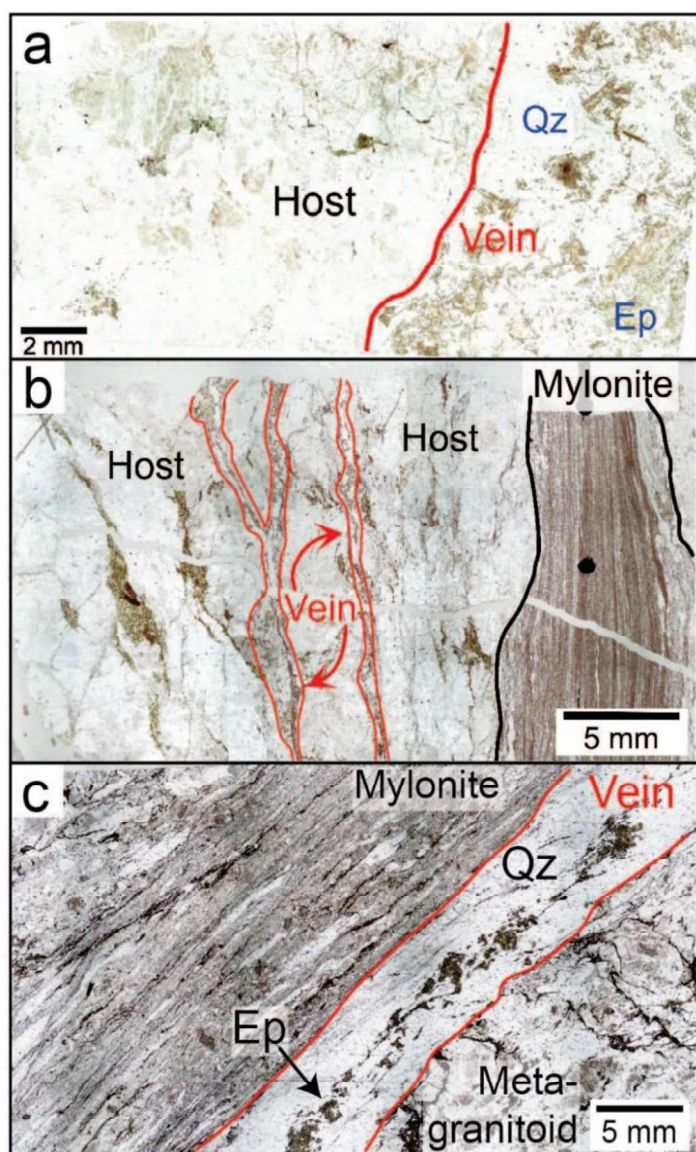 a
Qz
Host
Vein
Ep
2 mm
b
Mylonite
Host
Host
Vein
5 mm
c
Mylonite
Vein
Qz
Ep
Meta-
granitoid
5 mm